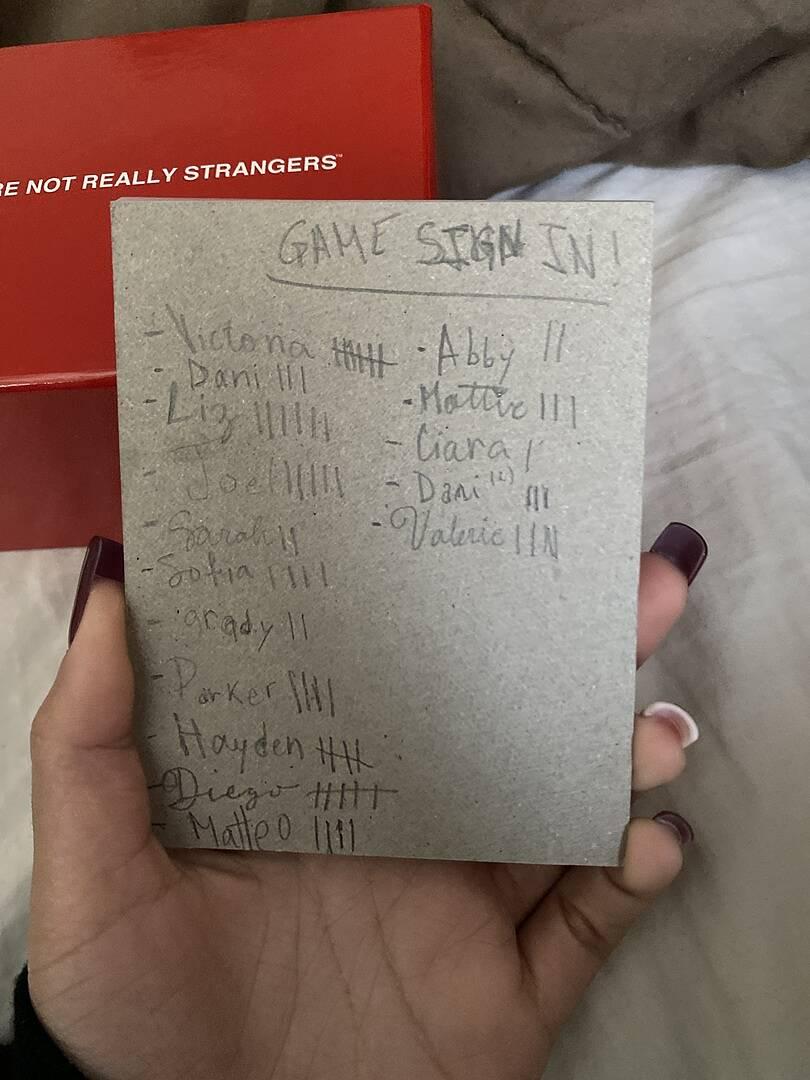 RE NOT REALLY STRANGERS™
GAME SIGN IN!
- Victoria
- Dani |||
- Liz ||||||
- Joel |||||
- Sarah ||
- Sofia ||||
- grady ||
- Parker ||||
- Hayden
- Diego
- Matteo ||||
- Abby ||
- Mattie |||
- Ciara |
- Dani (2) |||
- Valerie